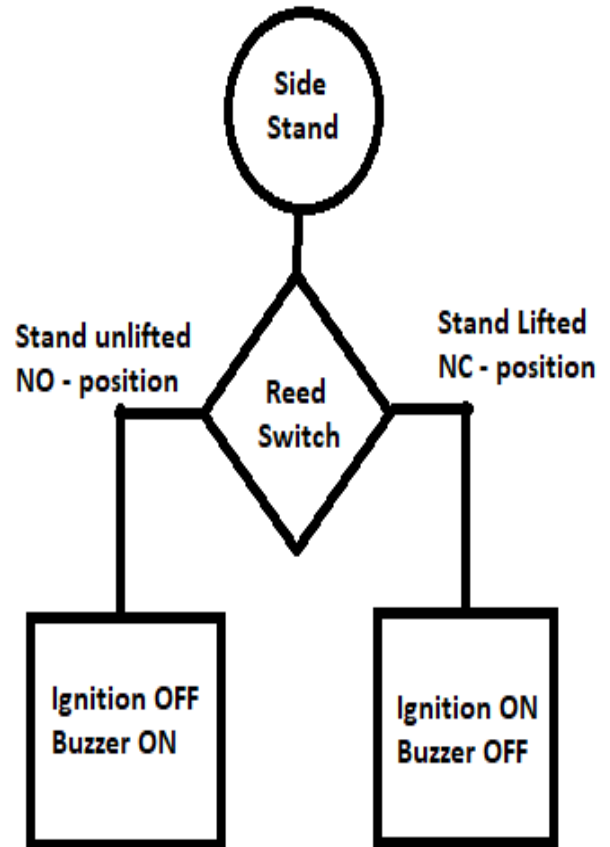 Side
Stand
Stand unlifted
NO - position
Stand Lifted
NC - position
Reed
Switch
Ignition OFF
Buzzer ON
Ignition ON
Buzzer OFF